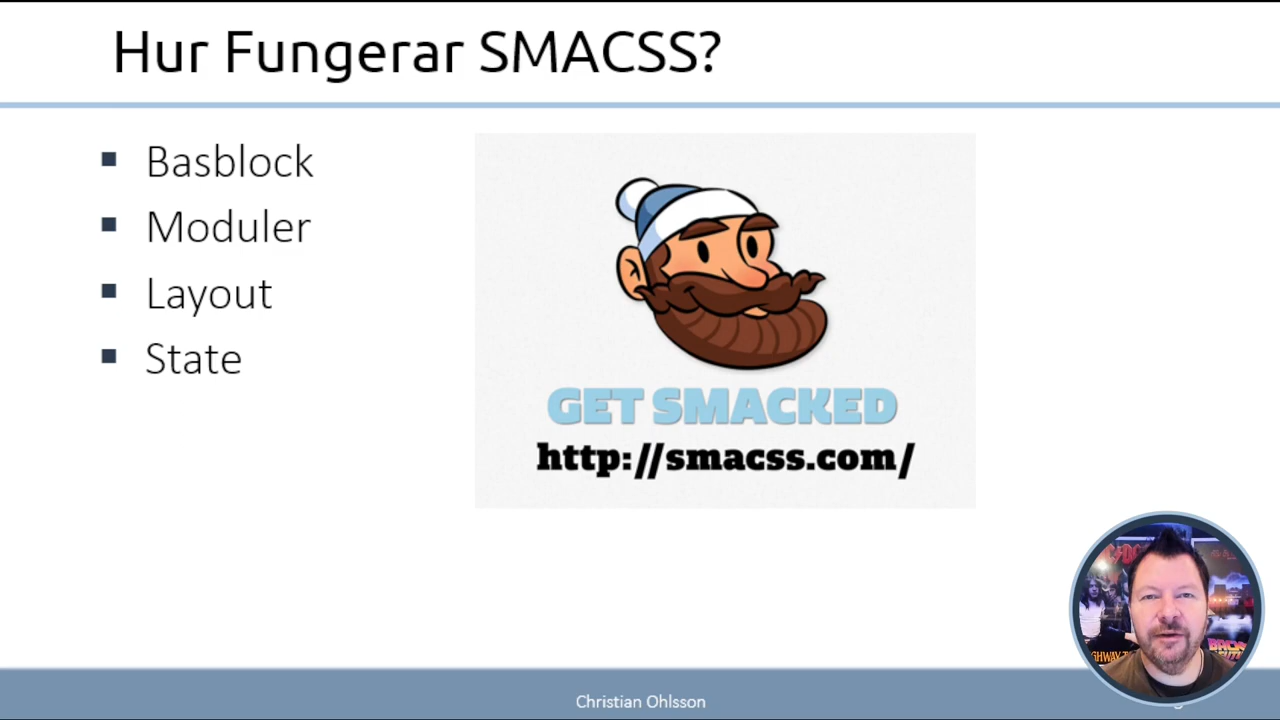 Hur Fungerar SMACSS?
Basblock
Moduler
Layout
State
GET SMACKED
http://smacss.com/
Christian Ohlsson